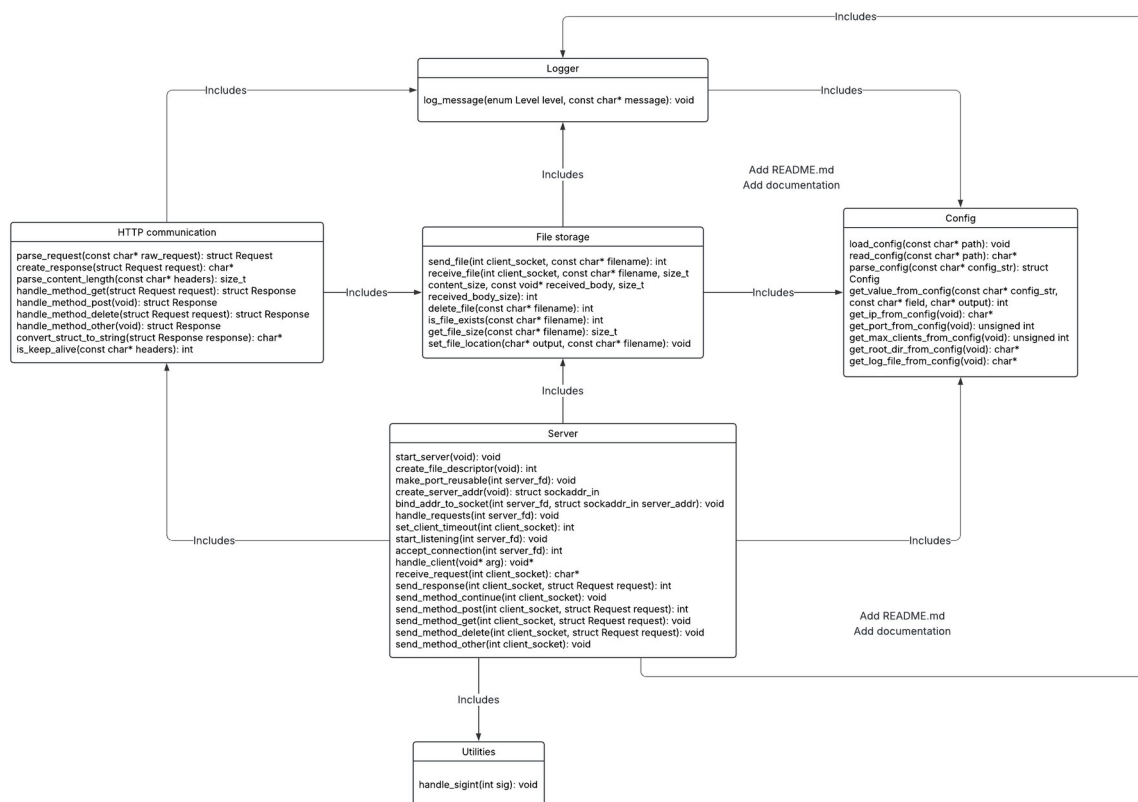 Includes
Logger
log_message(enum Level level, const char* message): void
Includes
Includes
Includes
Add README.md
Add documentation
HTTP communication
parse_request(const char* raw_request): struct Request
create_response(struct Request request): char*
parse_content_length(const char* headers): size_t
handle_method_get(struct Request request): struct Response
handle_method_post(void): struct Response
handle_method_delete(struct Request request): struct Response
handle_method_other(void): struct Response
convert_struct_to_string(struct Response response): char*
is_keep_alive(const char* headers): int
Includes
File storage
send_file(int client_socket, const char* filename): int
receive_file(int client_socket, const char* filename, size_t
content_size, const void* received_body, size_t
received_body_size): int
delete_file(const char* filename): int
is_file_exists(const char* filename): int
get_file_size(const char* filename): size_t
set_file_location(char* output, const char* filename): void
Includes
Config
load_config(const char* path): void
read_config(const char* path): char*
parse_config(const char* config_str): struct
Config
get_value_from_config(const char* config_str,
const char* field, char* output): int
get_ip_from_config(void): char*
get_port_from_config(void): unsigned int
get_max_clients_from_config(void): unsigned int
get_root_dir_from_config(void): char*
get_log_file_from_config(void): char*
Includes
Server
start_server(void): void
create_file_descriptor(void): int
make_port_reusable(int server_fd): void
create_server_addr(void): struct sockaddr_in
bind_addr_to_socket(int server_fd, struct sockaddr_in server_addr): void
handle_requests(int server_fd): void
set_client_timeout(int client_socket): int
start_listening(int server_fd): void
accept_connection(int server_fd): int
handle_client(void* arg): void*
receive_request(int client_socket): char*
send_response(int client_socket, struct Request request): int
send_method_continue(int client_socket): void
send_method_post(int client_socket, struct Request request): int
send_method_get(int client_socket, struct Request request): void
send_method_delete(int client_socket, struct Request request): void
send_method_other(int client_socket): void
Includes
Includes
Add README.md
Add documentation
Includes
Utilities
handle_sigint(int sig): void